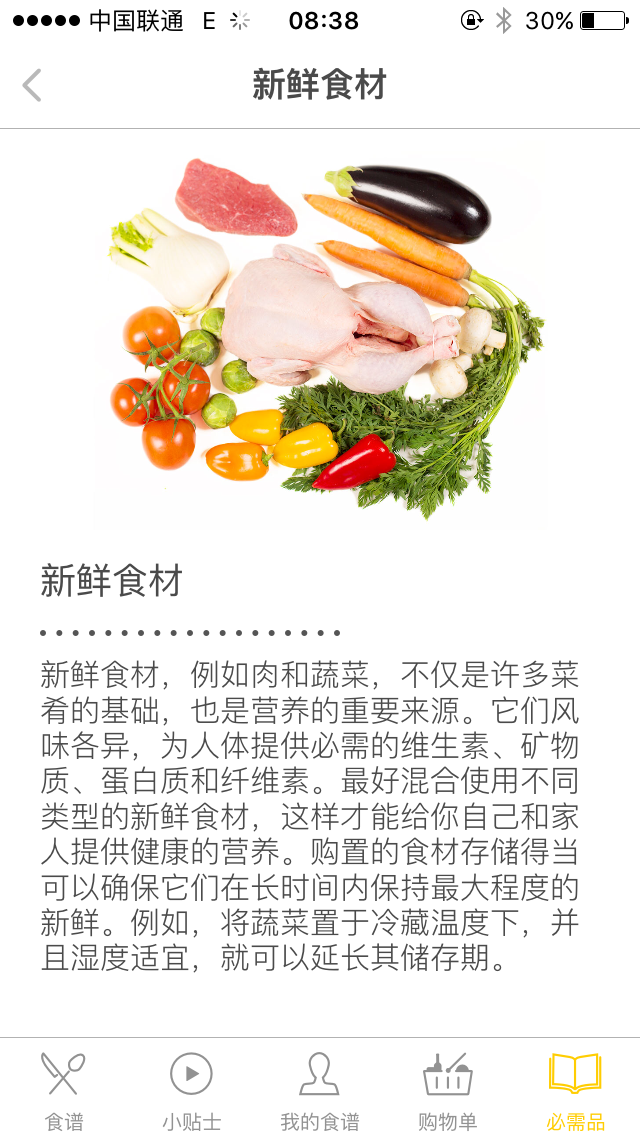 中国联通 E 08:38 30%
新鲜食材
新鲜食材
新鲜食材，例如肉和蔬菜，不仅是许多菜
肴的基础，也是营养的重要来源。它们风
味各异，为人体提供必需的维生素、矿物
质、蛋白质和纤维素。最好混合使用不同
类型的新鲜食材，这样才能给你自己和家
人提供健康的营养。购置的食材存储得当
可以确保它们在长时间内保持最大程度的
新鲜。例如，将蔬菜置于冷藏温度下，并
且湿度适宜，就可以延长其储存期。
食谱 小贴士 我的食谱 购物单 必需品